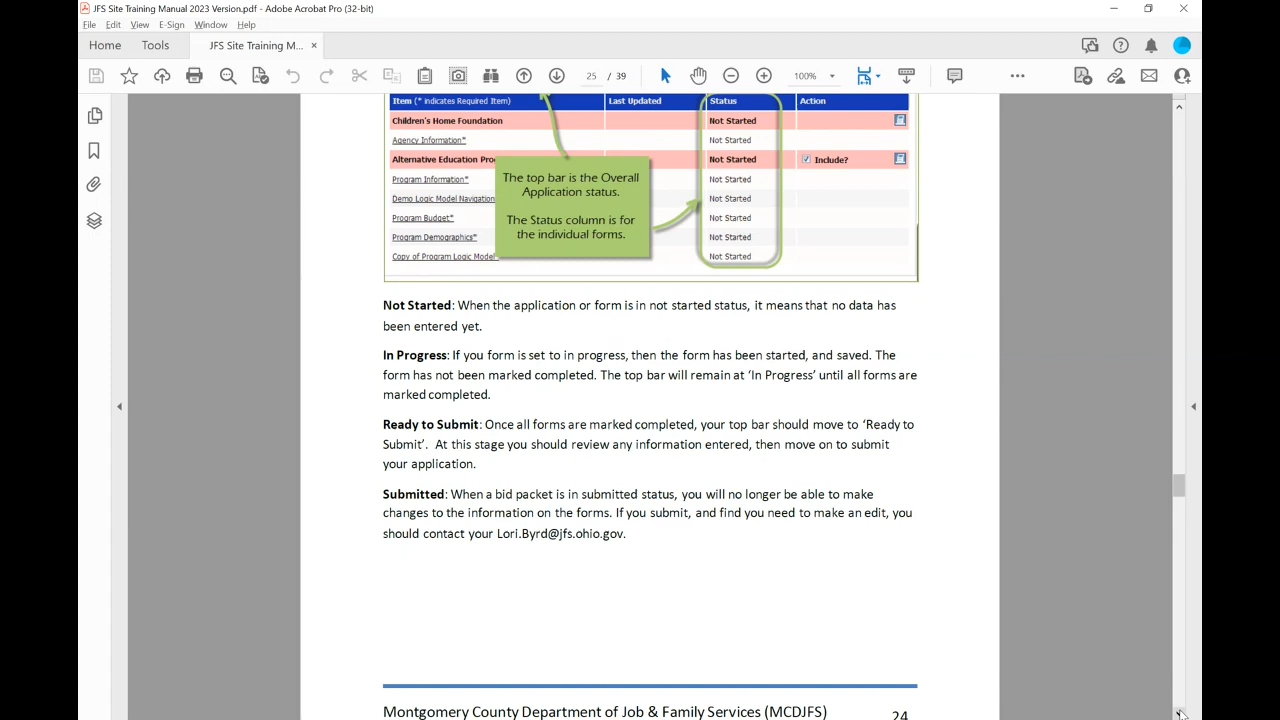 JFS Site Training Manual 2023 Version.pdf - Adobe Acrobat Pro (32-bit)
File Edit View E-Sign Window Help
Home Tools JFS Site Training M... ×
25 / 39 100%
Item (* indicates Required Item) Last Updated Status Action
Children's Home Foundation Not Started
Agency Information* Not Started
Alternative Education Pro Not Started Include?
Program Information* Not Started
Demo Logic Model Navigation Not Started
Program Budget* Not Started
Program Demographics* Not Started
Copy of Program Logic Model Not Started
The top bar is the Overall
Application status.
The Status column is for
the individual forms.
Not Started: When the application or form is in not started status, it means that no data has
been entered yet.
In Progress: If you form is set to in progress, then the form has been started, and saved. The
form has not been marked completed. The top bar will remain at ‘In Progress’ until all forms are
marked completed.
Ready to Submit: Once all forms are marked completed, your top bar should move to ‘Ready to
Submit’. At this stage you should review any information entered, then move on to submit
your application.
Submitted: When a bid packet is in submitted status, you will no longer be able to make
changes to the information on the forms. If you submit, and find you need to make an edit, you
should contact your Lori.Byrd@jfs.ohio.gov.
Montgomery County Department of Job & Family Services (MCDJFS) 24